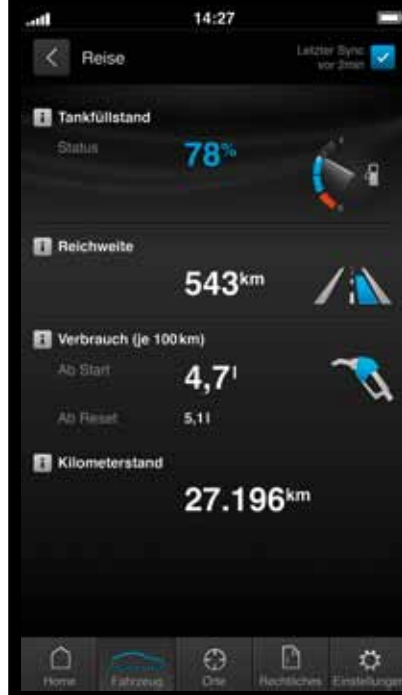 14:27
Reise
Letzter Sync
vor 2min
Tankfüllstand
Status
78%
Reichweite
543km
Verbrauch (je 100km)
Ab Start
4,7l
Ab Reset
5,1l
Kilometerstand
27.196km
Home Fahrzeug Orte Rechtliches Einstellungen